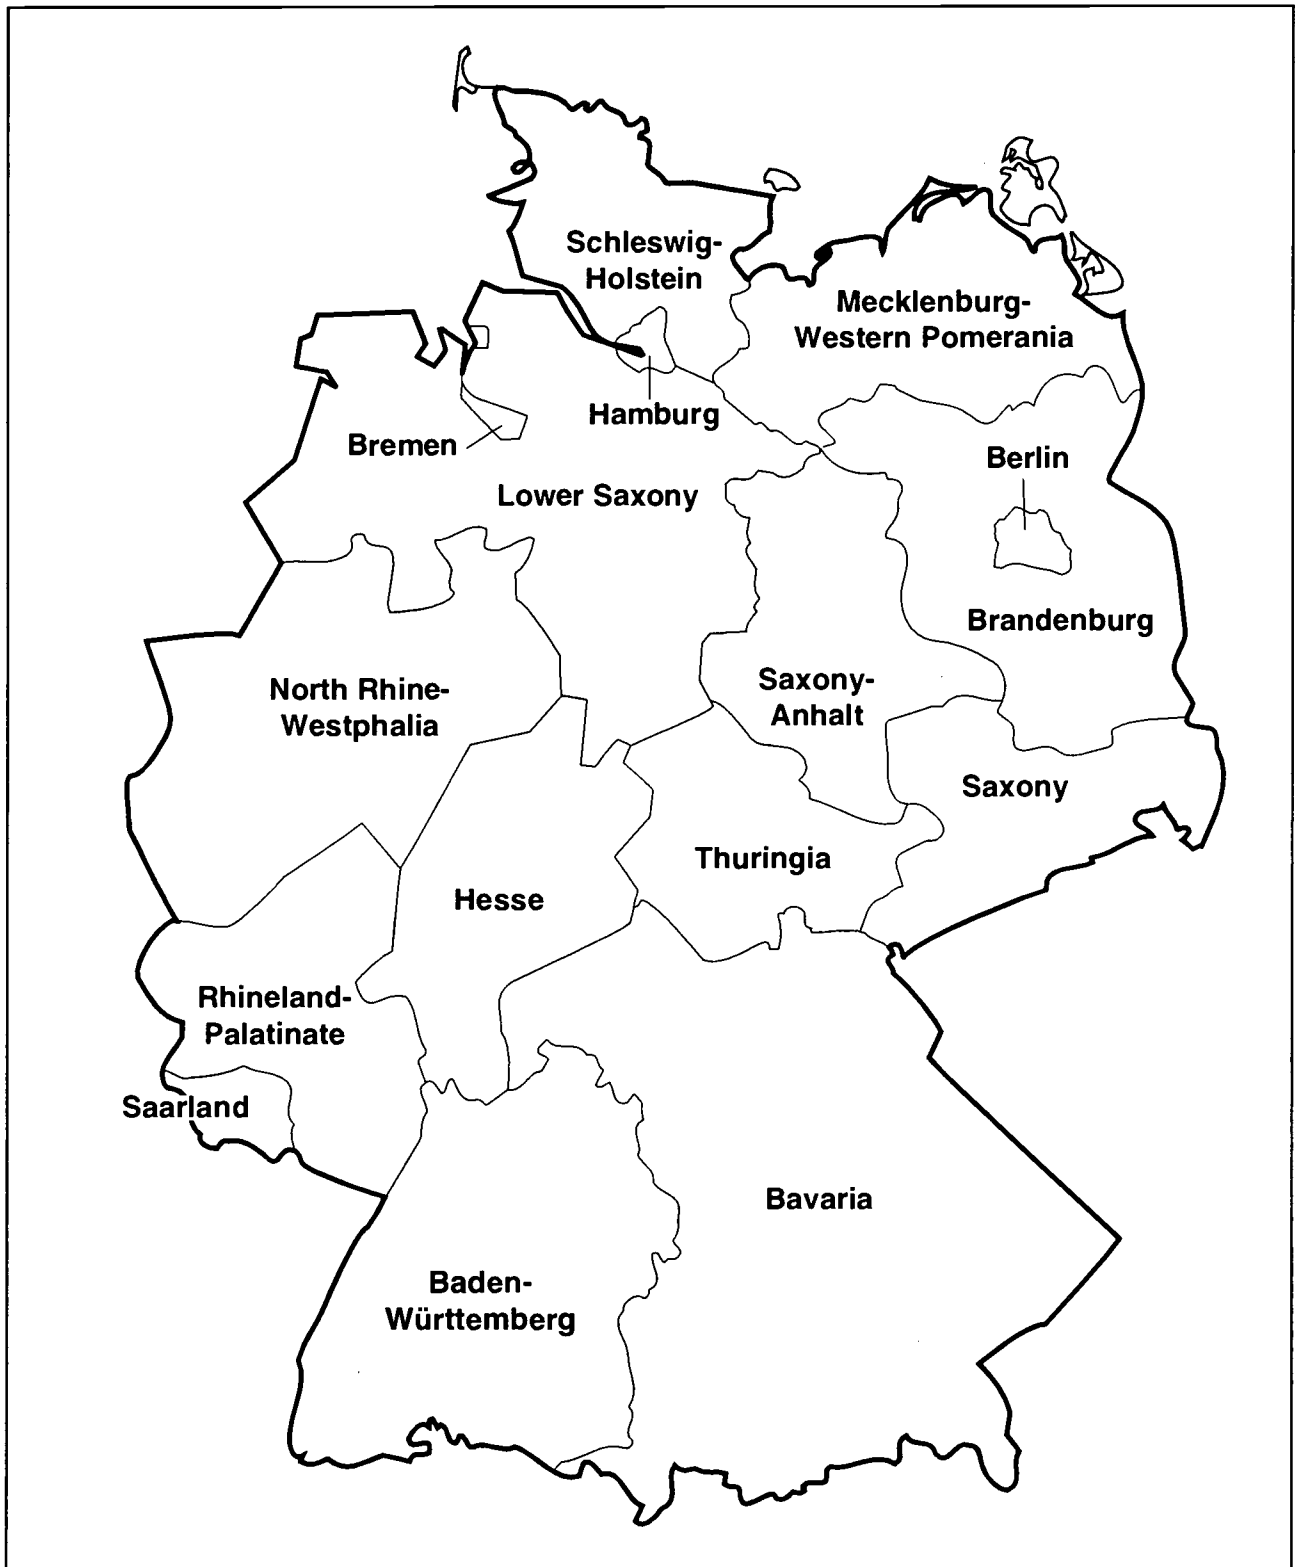 Schleswig-
Holstein
Mecklenburg-
Western Pomerania
Hamburg
Bremen
Berlin
Lower Saxony
Brandenburg
North Rhine-
Westphalia
Saxony-
Anhalt
Saxony
Thuringia
Hesse
Rhineland-
Palatinate
Saarland
Bavaria
Baden-
Württemberg